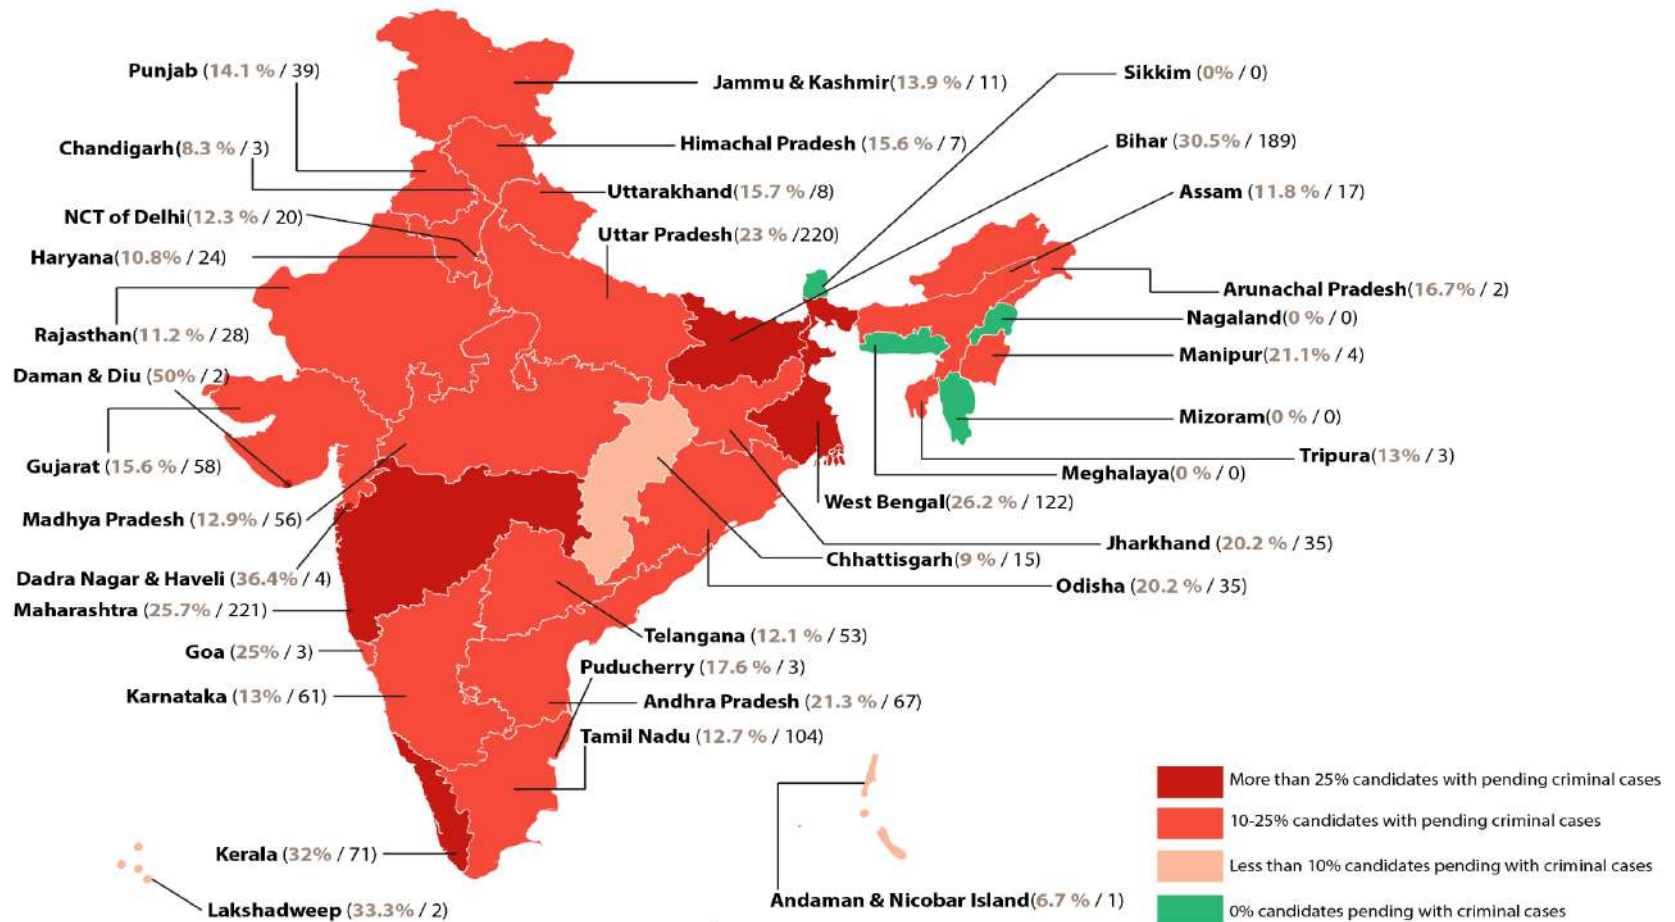 Punjab (14.1 % / 39)
Jammu & Kashmir(13.9 % / 11)
Sikkim (0% / 0)
Chandigarh(8.3 % / 3)
Himachal Pradesh (15.6 % / 7)
Bihar (30.5% / 189)
Uttarakhand(15.7 % /8)
Assam (11.8 % / 17)
NCT of Delhi(12.3 % / 20)
Uttar Pradesh(23 % /220)
Haryana(10.8% / 24)
Arunachal Pradesh(16.7% / 2)
Nagaland(0 % / 0)
Rajasthan(11.2 % / 28)
Manipur(21.1% / 4)
Daman & Diu (50% / 2)
Mizoram(0 % / 0)
Gujarat (15.6 % / 58)
Tripura(13% / 3)
Meghalaya(0 % / 0)
West Bengal(26.2 % / 122)
Madhya Pradesh (12.9% / 56)
Jharkhand (20.2 % / 35)
Chhattisgarh(9 % / 15)
Dadra Nagar & Haveli (36.4% / 4)
Odisha (20.2 % / 35)
Maharashtra (25.7% / 221)
Telangana (12.1 % / 53)
Goa (25% / 3)
Puducherry (17.6 % / 3)
Karnataka (13% / 61)
Andhra Pradesh (21.3 % / 67)
Tamil Nadu (12.7 % / 104)
More than 25% candidates with pending criminal cases
10-25% candidates with pending criminal cases
Kerala (32% / 71)
Less than 10% candidates pending with criminal cases
Andaman & Nicobar Island(6.7 % / 1)
Lakshadweep (33.3% / 2)
0% candidates pending with criminal cases